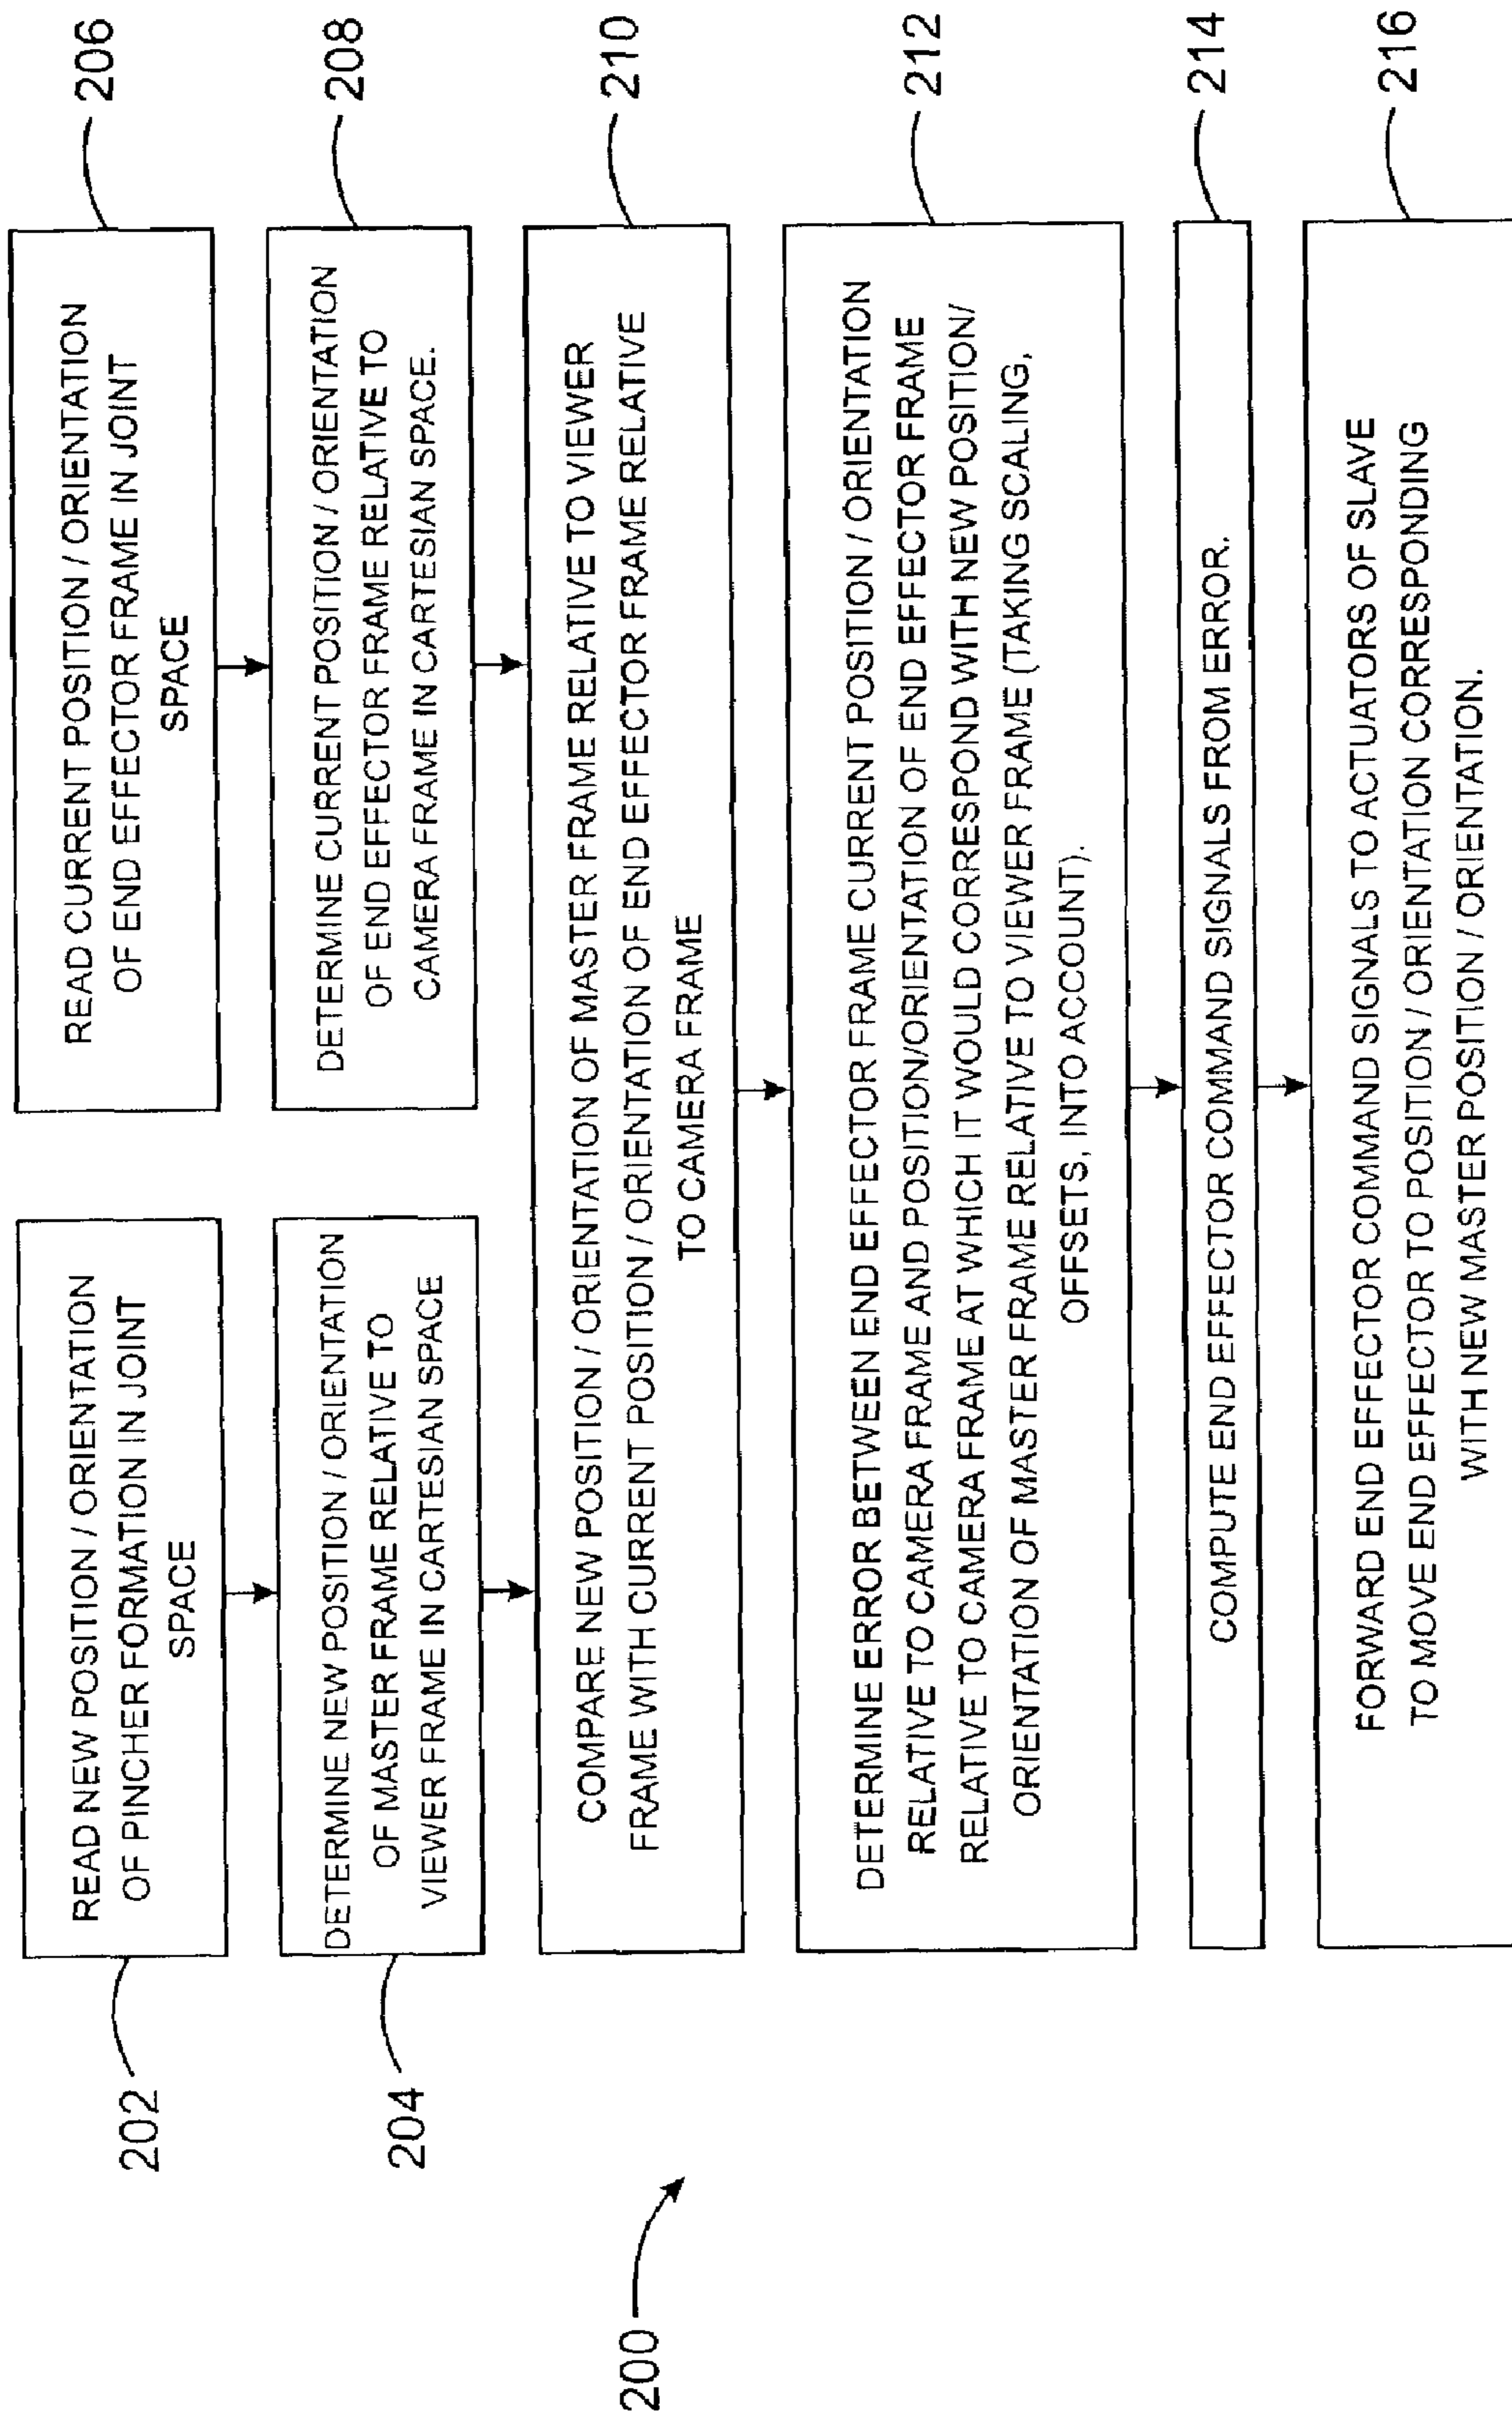 200
202
READ NEW POSITION / ORIENTATION
OF PINCHER FORMATION IN JOINT
SPACE
204
DETERMINE NEW POSITION / ORIENTATION
OF MASTER FRAME RELATIVE TO
VIEWER FRAME IN CARTESIAN SPACE
206
READ CURRENT POSITION / ORIENTATION
OF END EFFECTOR FRAME IN JOINT
SPACE
208
DETERMINE CURRENT POSITION / ORIENTATION
OF END EFFECTOR FRAME RELATIVE TO
CAMERA FRAME IN CARTESIAN SPACE.
210
COMPARE NEW POSITION / ORIENTATION OF MASTER FRAME RELATIVE TO VIEWER
FRAME WITH CURRENT POSITION / ORIENTATION OF END EFFECTOR FRAME RELATIVE
TO CAMERA FRAME
212
DETERMINE ERROR BETWEEN END EFFECTOR FRAME CURRENT POSITION / ORIENTATION
RELATIVE TO CAMERA FRAME AND POSITION/ORIENTATION OF END EFFECTOR FRAME
RELATIVE TO CAMERA FRAME AT WHICH IT WOULD CORRESPOND WITH NEW POSITION/
ORIENTATION OF MASTER FRAME RELATIVE TO VIEWER FRAME (TAKING SCALING,
OFFSETS, INTO ACCOUNT).
214
COMPUTE END EFFECTOR COMMAND SIGNALS FROM ERROR.
216
FORWARD END EFFECTOR COMMAND SIGNALS TO ACTUATORS OF SLAVE
TO MOVE END EFFECTOR TO POSITION / ORIENTATION CORRESPONDING
WITH NEW MASTER POSITION / ORIENTATION.